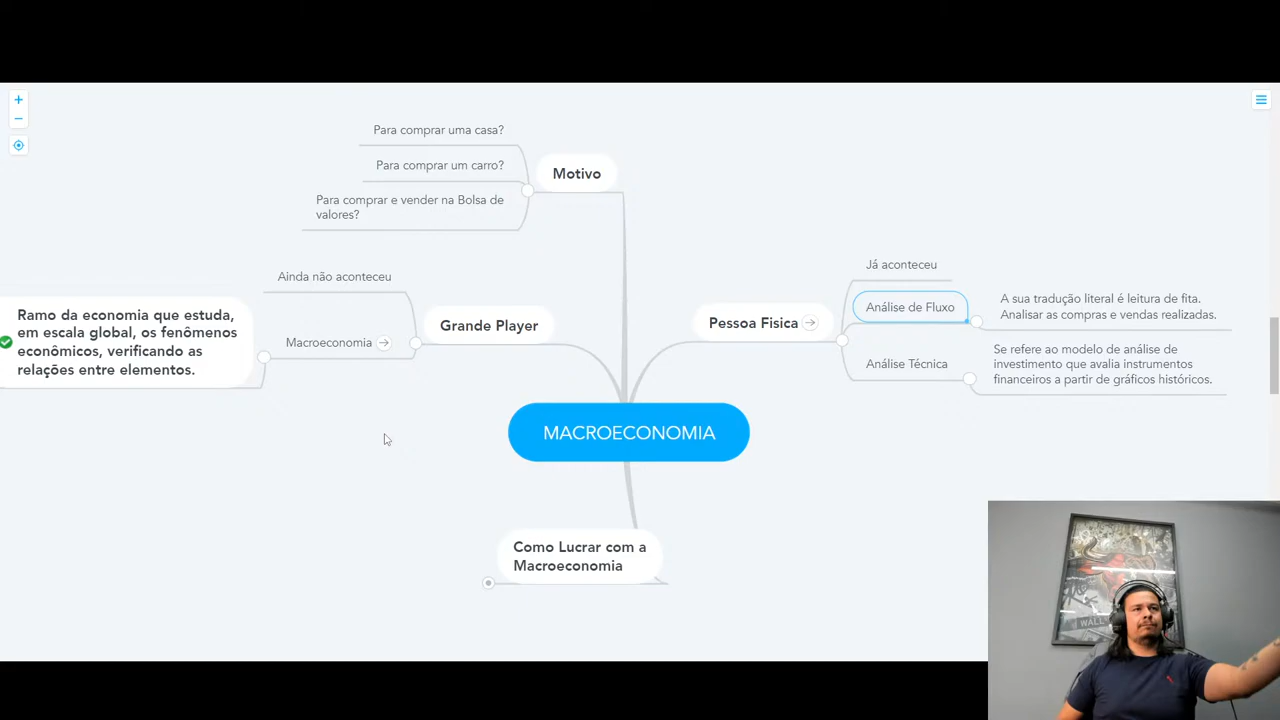 Para comprar uma casa?
Para comprar um carro?
Para comprar e vender na Bolsa de
valores?
Motivo
Ainda não aconteceu
Macroeconomia
Grande Player
Ramo da economia que estuda,
em escala global, os fenômenos
econômicos, verificando as
relações entre elementos.
Pessoa Fisica
Já aconteceu
Análise de Fluxo
A sua tradução literal é leitura de fita.
Analisar as compras e vendas realizadas.
Análise Técnica
Se refere ao modelo de análise de
investimento que avalia instrumentos
financeiros a partir de gráficos históricos.
MACROECONOMIA
Como Lucrar com a
Macroeconomia
WALL